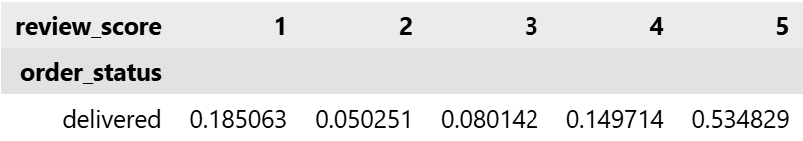 review_score 1 2 3 4 5
order_status
delivered 0.185063 0.050251 0.080142 0.149714 0.534829